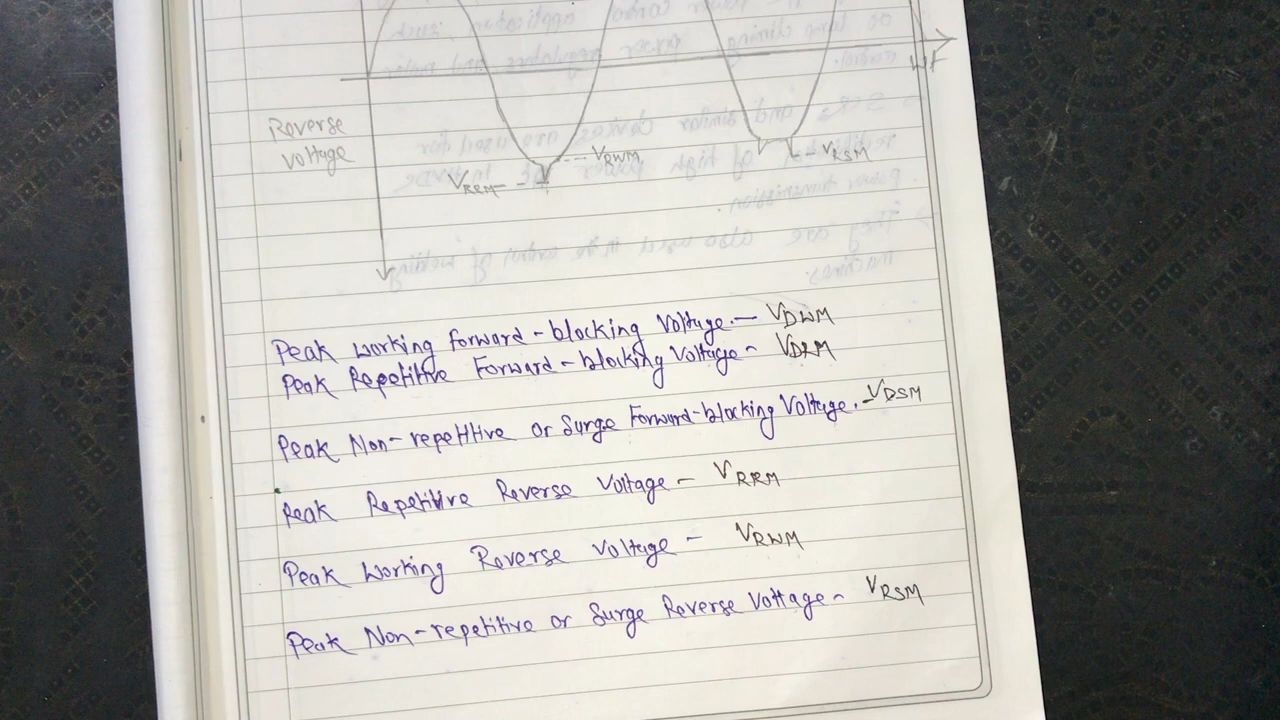 Reverse
voltage
VRWM
VRRM
VRSM
Peak working forward-blocking Voltage.— VDWM
Peak Repetitive Forward-blocking Voltage - VDRM
Peak Non-repetitive or Surge Forward-blocking Voltage. - VDSM
Peak Repetitive Reverse Voltage - VRRM
Peak Working Reverse Voltage - VRWM
Peak Non-repetitive or Surge Reverse Voltage - VRSM